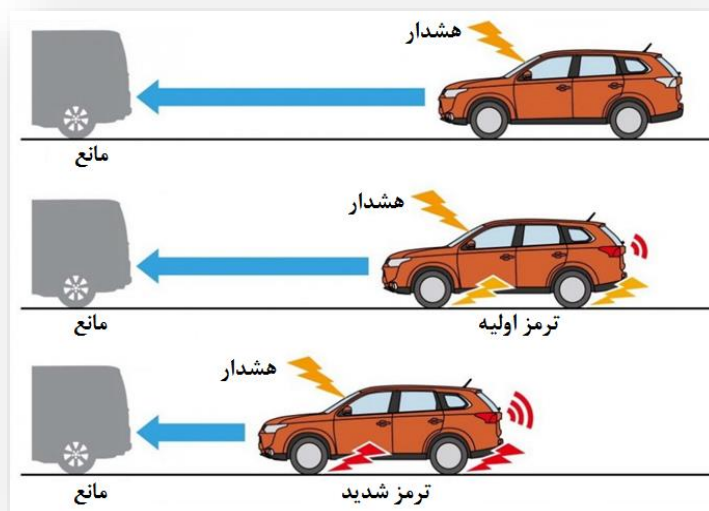 هشدار
مانع
هشدار
مانع
ترمز اولیه
هشدار
مانع
ترمز شدید